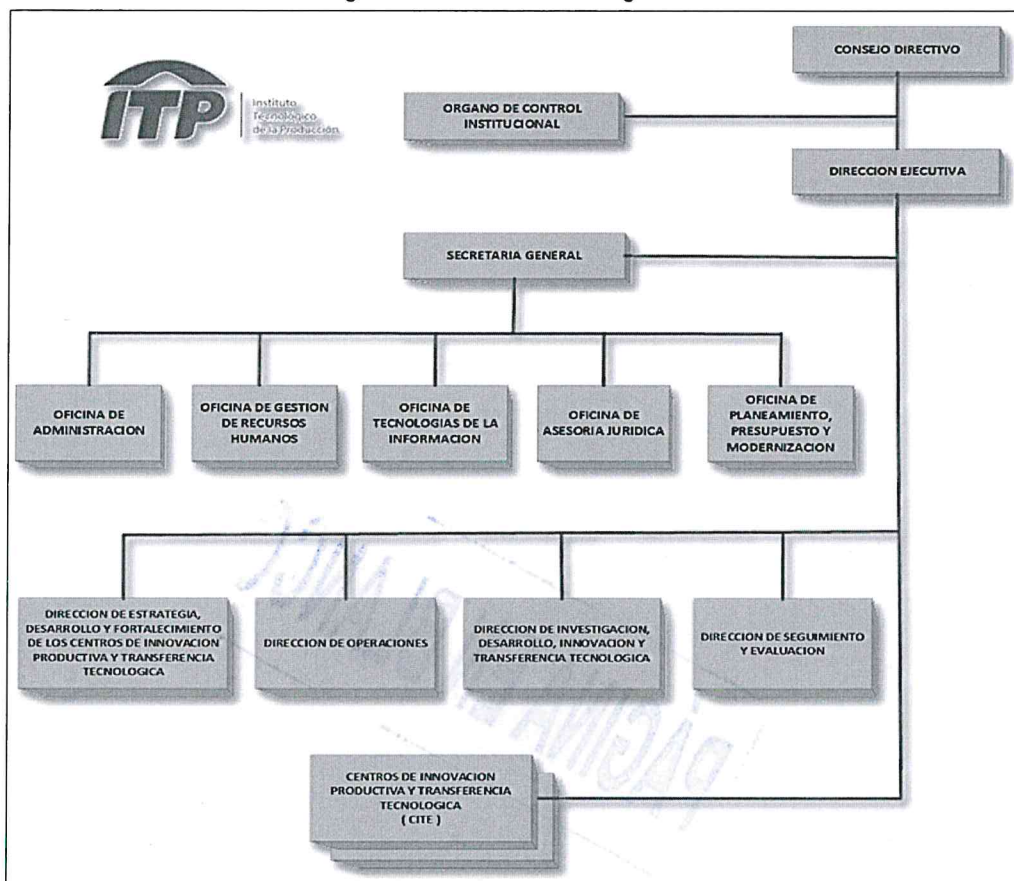 CONSEJO DIRECTIVO
ITP
Instituto
Tecnológico
de la Producción
ORGANO DE CONTROL
INSTITUCIONAL
DIRECCION EJECUTIVA
SECRETARIA GENERAL
OFICINA DE
ADMINISTRACION
OFICINA DE GESTION
DE RECURSOS
HUMANOS
OFICINA DE
TECNOLOGIAS DE LA
INFORMACION
OFICINA DE
ASESORIA JURIDICA
OFICINA DE
PLANEAMIENTO,
PRESUPUESTO Y
MODERNIZACION
DIRECCION DE ESTRATEGIA,
DESARROLLO Y FORTALECIMIENTO
DE LOS CENTROS DE INNOVACION
PRODUCTIVA Y TRANSFERENCIA
TECNOLOGICA
DIRECCION DE OPERACIONES
DIRECCION DE INVESTIGACION,
DESARROLLO, INNOVACION Y
TRANSFERENCIA TECNOLOGICA
DIRECCION DE SEGUIMIENTO
Y EVALUACION
CENTROS DE INNOVACION
PRODUCTIVA Y TRANSFERENCIA
TECNOLOGICA
( CITE )